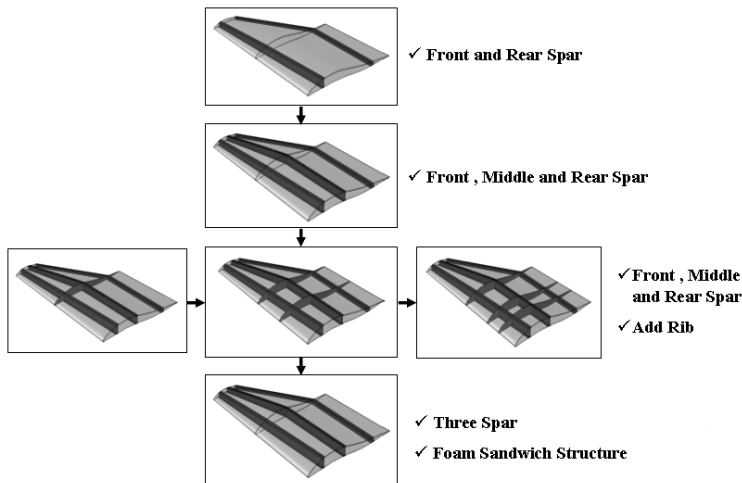 ✓ Front and Rear Spar
✓ Front , Middle and Rear Spar
✓ Front , Middle
and Rear Spar
✓ Add Rib
✓ Three Spar
✓ Foam Sandwich Structure